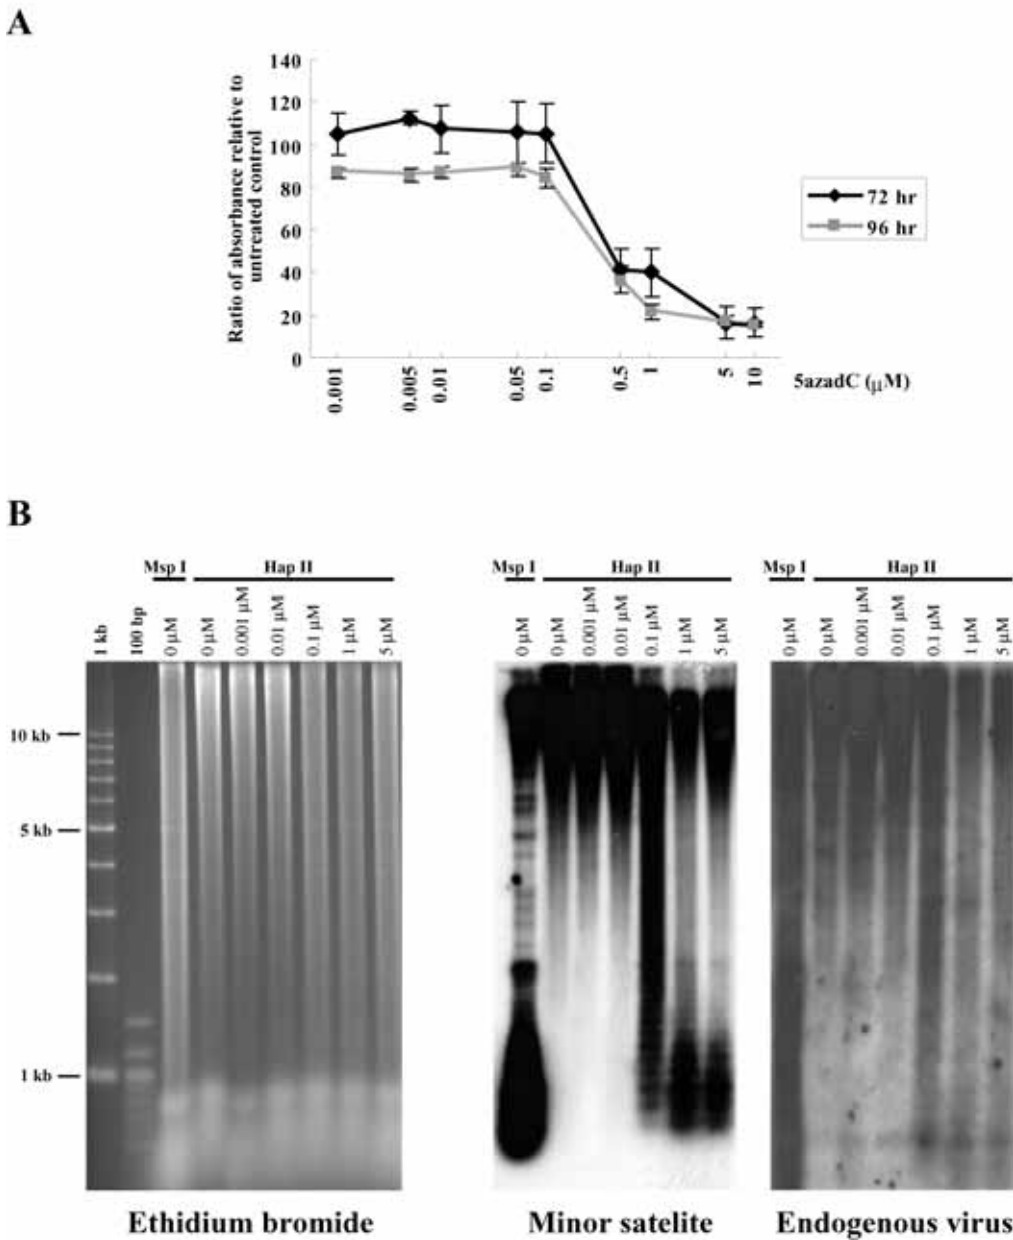 A
Ratio of absorbance relative to
untreated control
140
120
100
80
60
40
20
0
0.001
0.005
0.01
0.05
0.1
0.5
1
5
10
5azadC (µM)
72 hr
96 hr
B
Msp I
Hap II
1 kb
100 bp
0 µM
0 µM
0.001 µM
0.01 µM
0.1 µM
1 µM
5 µM
10 kb
5 kb
1 kb
Ethidium bromide
Msp I
Hap II
0 µM
0 µM
0.001 µM
0.01 µM
0.1 µM
1 µM
5 µM
Minor satelite
Msp I
Hap II
0 µM
0 µM
0.001 µM
0.01 µM
0.1 µM
1 µM
5 µM
Endogenous virus